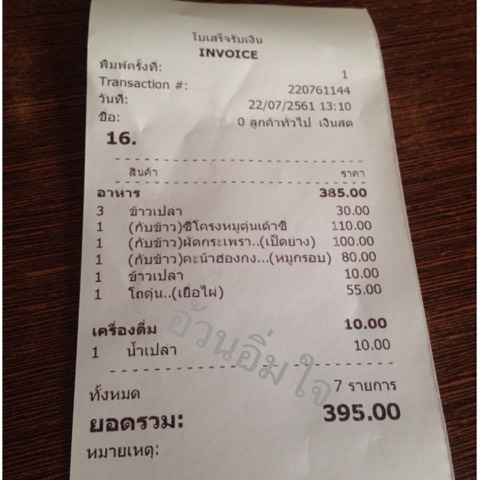 ใบเสร็จรับเงิน
INVOICE
พิมพ์ครั้งที่: 1
Transaction #: 220761144
วันที่: 22/07/2561 13:10
ชื่อ: 0 ลูกค้าทั่วไป เงินสด
16.
สินค้า ราคา
อาหาร 385.00
3 ข้าวเปล่า 30.00
1 (กับข้าว)ซี่โครงหมูตุ๋นเต้าซี่ 110.00
1 (กับข้าว)ผัดกระเพรา..(เป็ดย่าง) 100.00
1 (กับข้าว)คะน้าฮ่องกง...(หมูกรอบ) 80.00
1 ข้าวเปล่า 10.00
1 โถตุ๋น..(เยื่อไผ่) 55.00
เครื่องดื่ม 10.00
1 น้ำเปล่า 10.00
อ้วนอิ่มใจ
ทั้งหมด 7 รายการ
ยอดรวม: 395.00
หมายเหตุ: